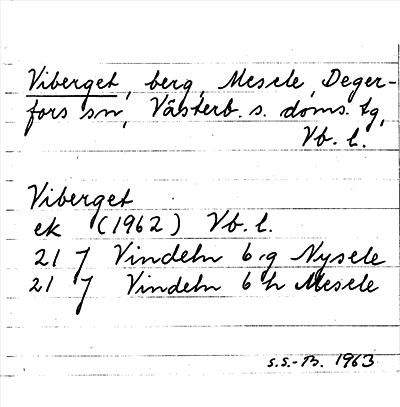 Viberget, berg, Mesele, Deger-
fors sn, Västerb. s. doms. tg,
Vb. l.
Viberget
ek (1962) Vb. l.
21 J Vindeln 6 g Nysele
21 J Vindeln 6 h Mesele
s.s.-B. 1963